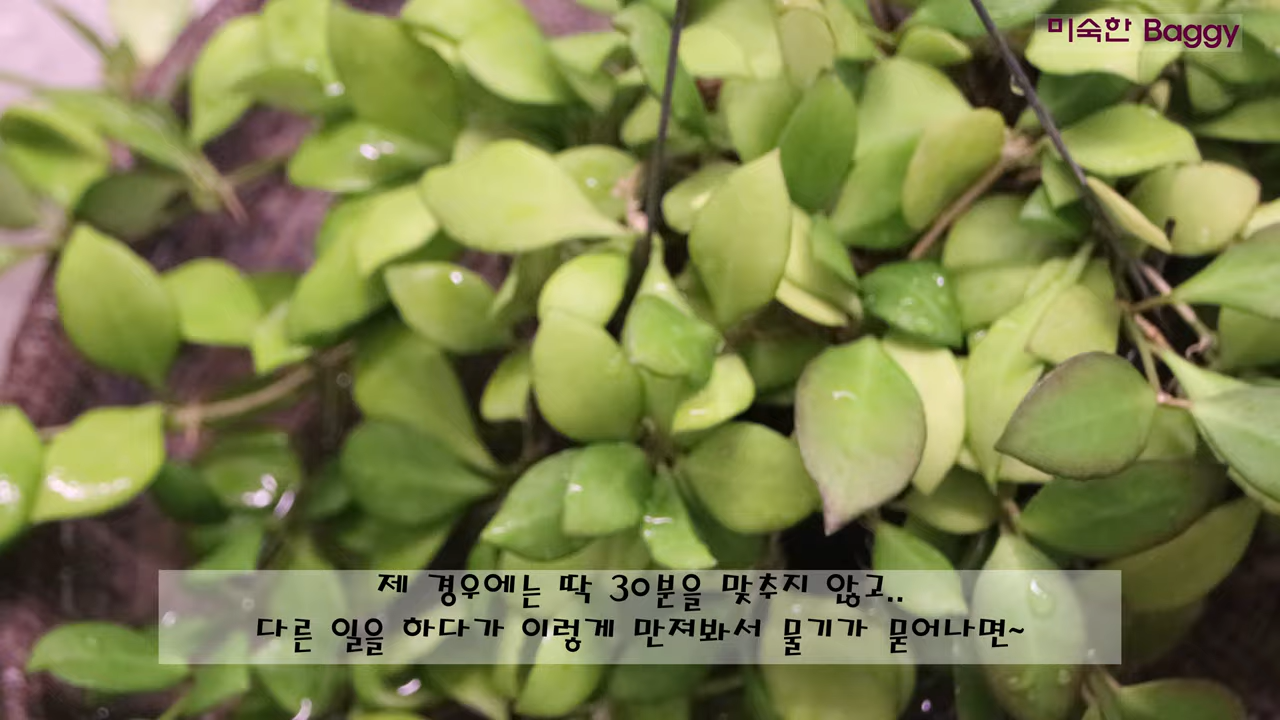 미숙한 Baggy
제 경우에는 딱 30분을 맞추지 않고..
다른 일을 하다가 이렇게 만져봐서 물기가 묻어나면~